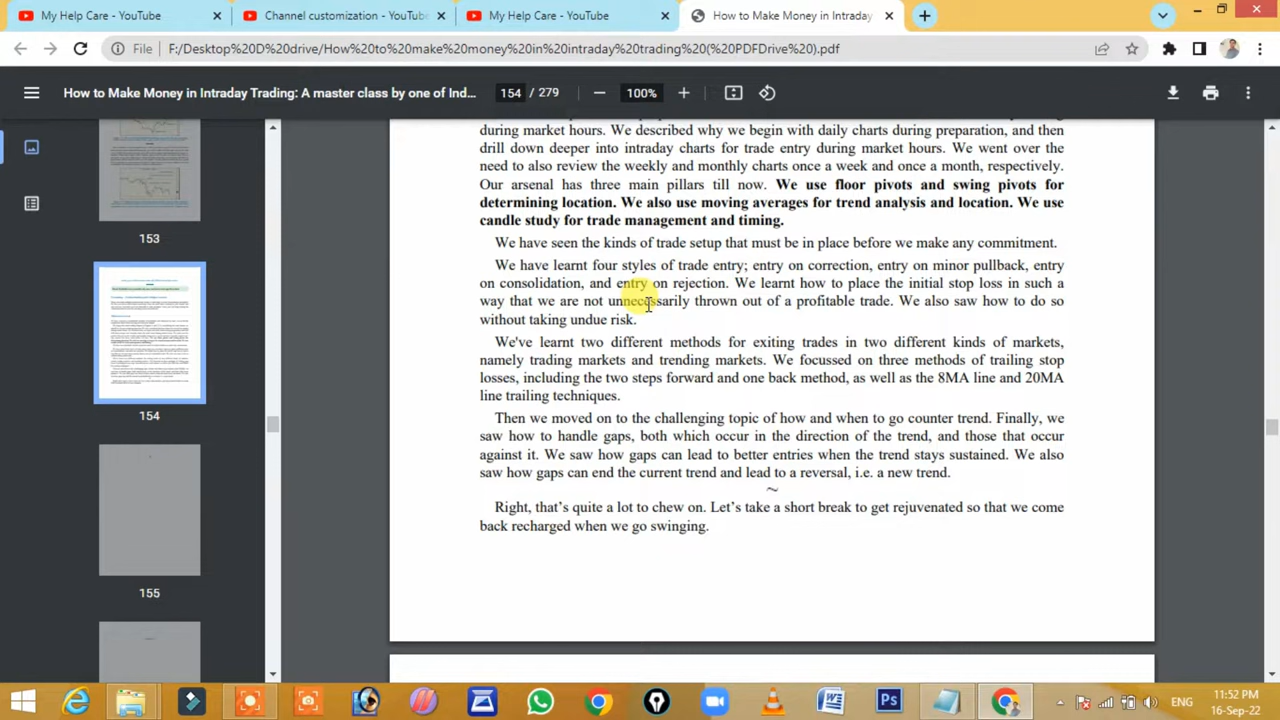 My Help Care - YouTube
Channel customization - YouTube
My Help Care - YouTube
How to Make Money in Intraday
File
F:/Desktop%20D%20drive/How%20to%20make%20money%20in%20intraday%20trading%20(%20PDFDrive%20).pdf
How to Make Money in Intraday Trading: A master class by one of Ind...
154 / 279
100%
153
154
155
during market hours. We described why we begin with daily charts during preparation, and then
drill down deeper into intraday charts for trade entry during market hours. We went over the
need to also review the weekly and monthly charts once a week and once a month, respectively.
Our arsenal has three main pillars till now. We use floor pivots and swing pivots for
determining location. We also use moving averages for trend analysis and location. We use
candle study for trade management and timing.
We have seen the kinds of trade setup that must be in place before we make any commitment.
We have learnt four styles of trade entry; entry on correction, entry on minor pullback, entry
on consolidation, and entry on rejection. We learnt how to place the initial stop loss in such a
way that we are not unnecessarily thrown out of a profitable trade. We also saw how to do so
without taking undue risk.
We've learnt two different methods for exiting trades in two different kinds of markets,
namely trading markets and trending markets. We focussed on three methods of trailing stop
losses, including the two steps forward and one back method, as well as the 8MA line and 20MA
line trailing techniques.
Then we moved on to the challenging topic of how and when to go counter trend. Finally, we
saw how to handle gaps, both which occur in the direction of the trend, and those that occur
against it. We saw how gaps can lead to better entries when the trend stays sustained. We also
saw how gaps can end the current trend and lead to a reversal, i.e. a new trend.
~
Right, that's quite a lot to chew on. Let's take a short break to get rejuvenated so that we come
back recharged when we go swinging.
ENG
11:52 PM
16-Sep-22